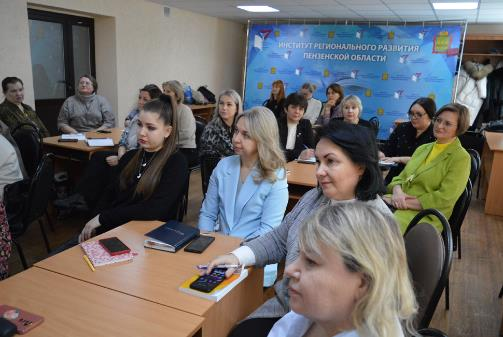 ИНСТИТУТ РЕГИОНАЛЬНОГО РАЗВИТИЯ
ПЕНЗЕНСКОЙ ОБЛАСТИ